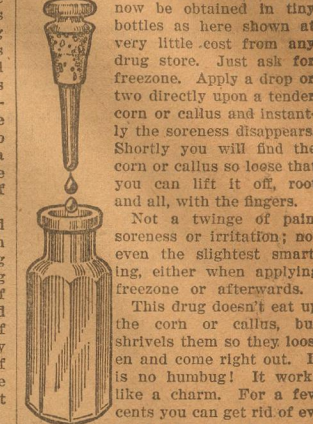 now be obtained in tiny
bottles as here shown at
very little cost from any
drug store. Just ask for
freezone. Apply a drop or
two directly upon a tender
corn or callus and instant-
ly the soreness disappears.
Shortly you will find the
corn or callus so loose that
you can lift it off, root
and all, with the fingers.
Not a twinge of pain,
soreness or irritation; not
even the slightest smart-
ing, either when applying
freezone or afterwards.
This drug doesn't eat up
the corn or callus, but
shrivels them so they loos-
en and come right out. It
is no humbug! It works
like a charm. For a few
cents you can get rid of ev